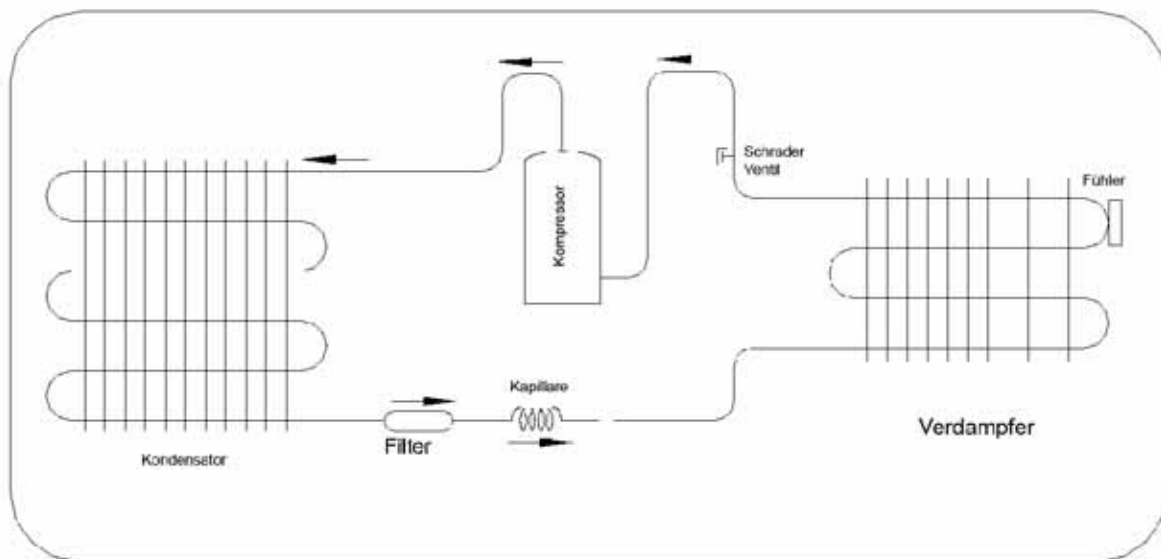 Schrader
Ventil
Fühler
Kompressor
Kapillare
Filter
Verdampfer
Kondensator